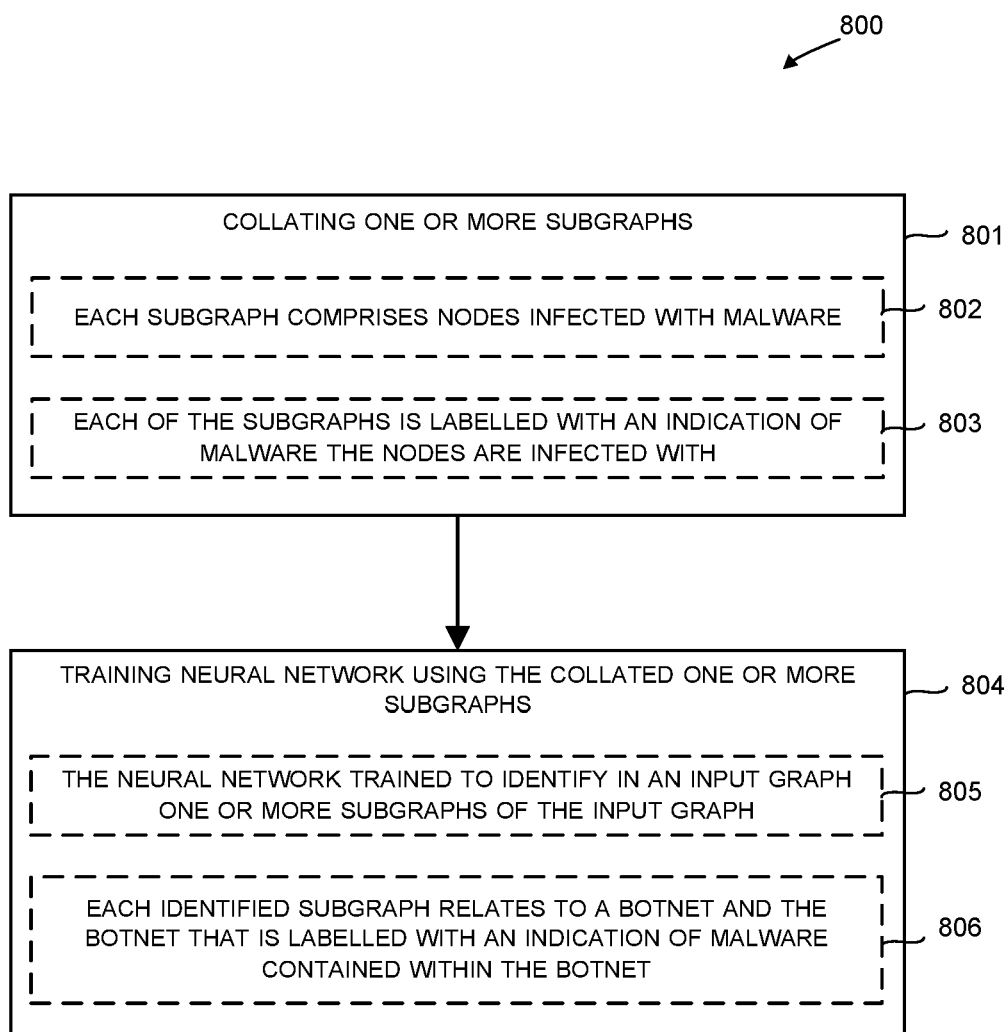 800
COLLATING ONE OR MORE SUBGRAPHS
801
EACH SUBGRAPH COMPRISES NODES INFECTED WITH MALWARE
802
EACH OF THE SUBGRAPHS IS LABELLED WITH AN INDICATION OF
MALWARE THE NODES ARE INFECTED WITH
803
TRAINING NEURAL NETWORK USING THE COLLATED ONE OR MORE
SUBGRAPHS
804
THE NEURAL NETWORK TRAINED TO IDENTIFY IN AN INPUT GRAPH
ONE OR MORE SUBGRAPHS OF THE INPUT GRAPH
805
EACH IDENTIFIED SUBGRAPH RELATES TO A BOTNET AND THE
BOTNET THAT IS LABELLED WITH AN INDICATION OF MALWARE
CONTAINED WITHIN THE BOTNET
806